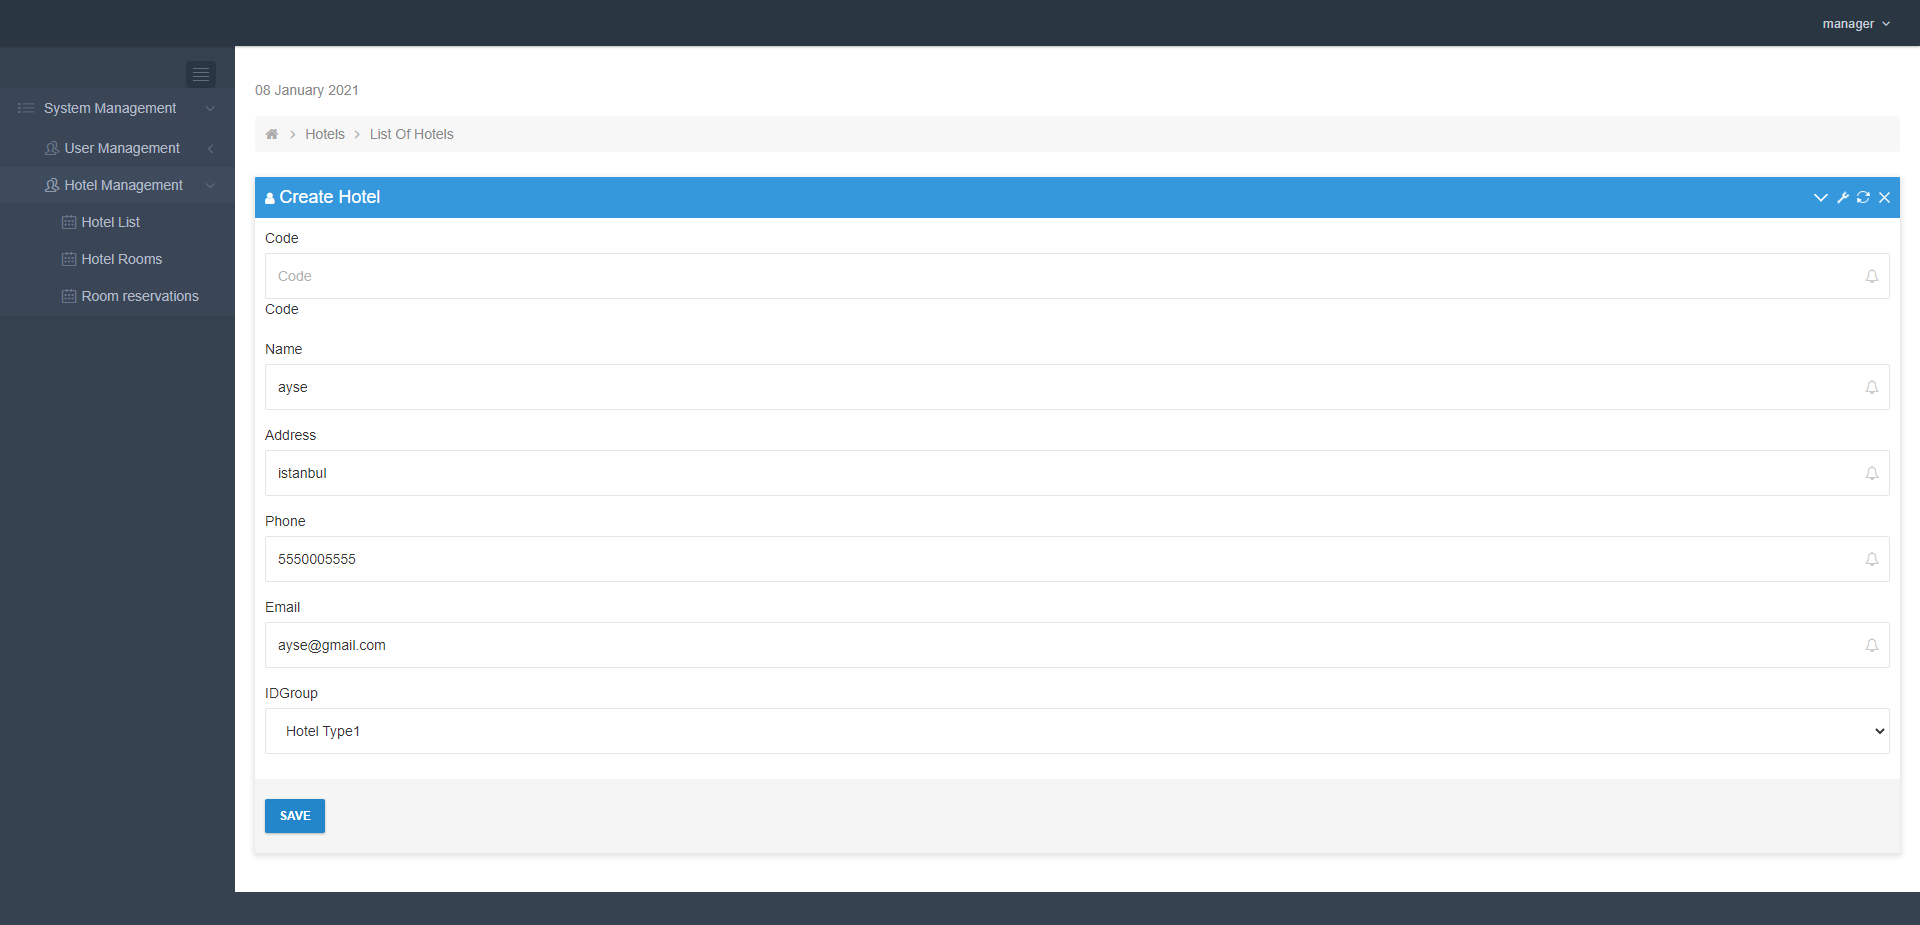 manager
System Management
User Management
Hotel Management
Hotel List
Hotel Rooms
Room reservations
08 January 2021
Hotels List Of Hotels
Create Hotel
Code
Code
Code
Name
ayse
Address
istanbul
Phone
5550005555
Email
ayse@gmail.com
IDGroup
Hotel Type1
SAVE